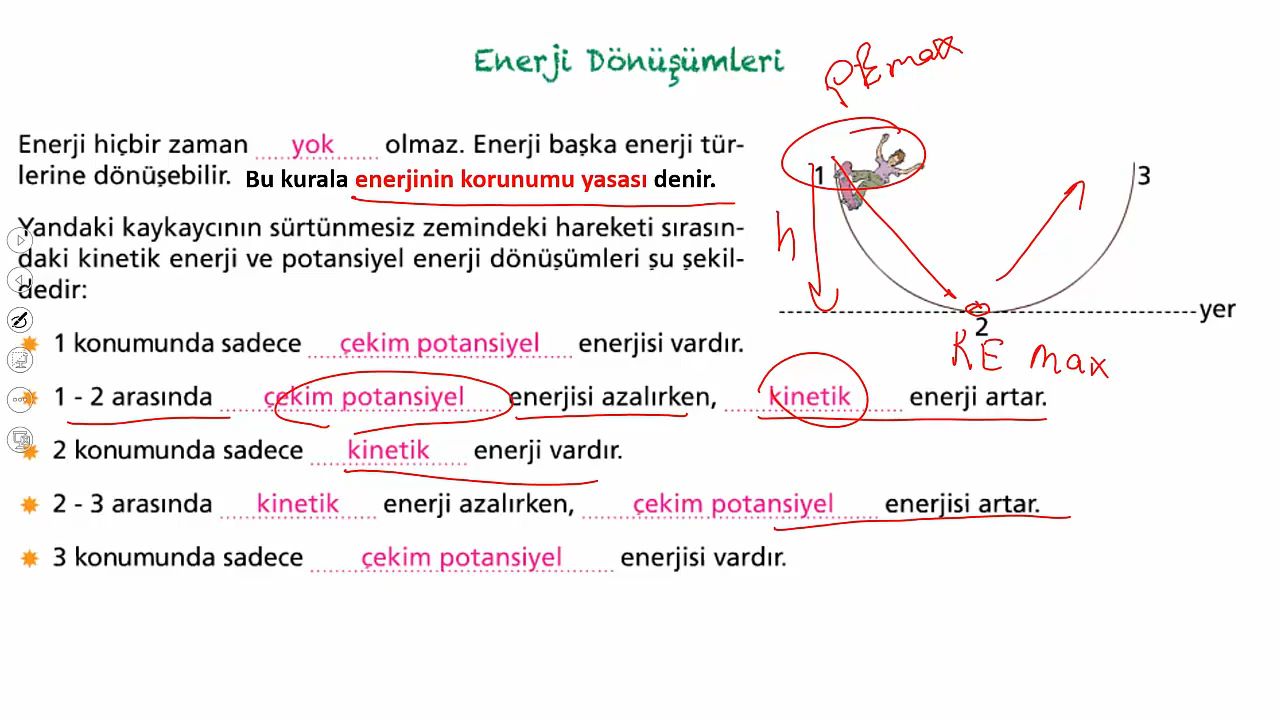 Enerji Dönüşümleri
PE max
Enerji hiçbir zaman yok olmaz. Enerji başka enerji tür-
lerine dönüşebilir. Bu kurala enerjinin korunumu yasası denir.
Yandaki kaykaycının sürtünmesiz zemindeki hareketi sırasın-
daki kinetik enerji ve potansiyel enerji dönüşümleri şu şekil-
dedir:
1
3
h
yer
2
KE max
1 konumunda sadece çekim potansiyel enerjisi vardır.
1 - 2 arasında çekim potansiyel enerjisi azalırken, kinetik enerji artar.
2 konumunda sadece kinetik enerji vardır.
2 - 3 arasında kinetik enerji azalırken, çekim potansiyel enerjisi artar.
3 konumunda sadece çekim potansiyel enerjisi vardır.